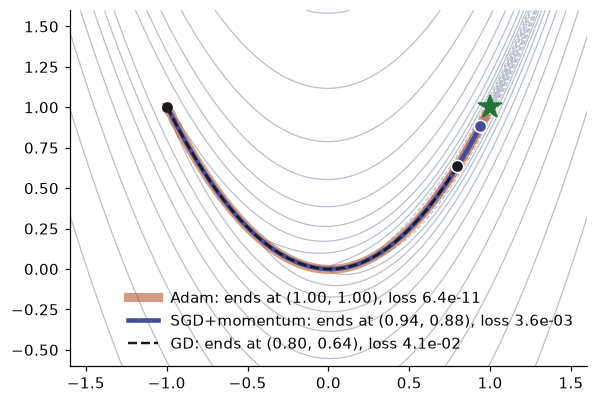 1.50
1.25
1.00
0.75
0.50
0.25
0.00
−0.25
−0.50
Adam: ends at (1.00, 1.00), loss 6.4e-11
SGD+momentum: ends at (0.94, 0.88), loss 3.6e-03
GD: ends at (0.80, 0.64), loss 4.1e-02
−1.5 −1.0 −0.5 0.0 0.5 1.0 1.5